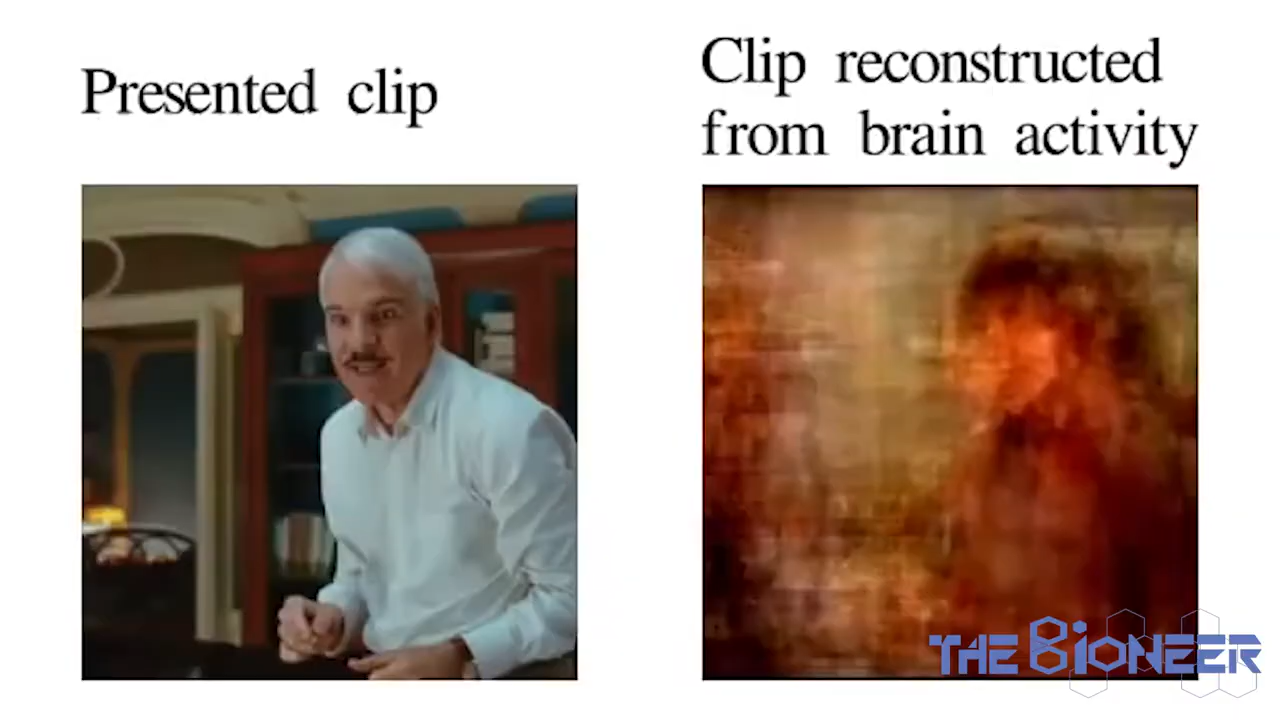 Presented clip
Clip reconstructed
from brain activity
THE BiONEER